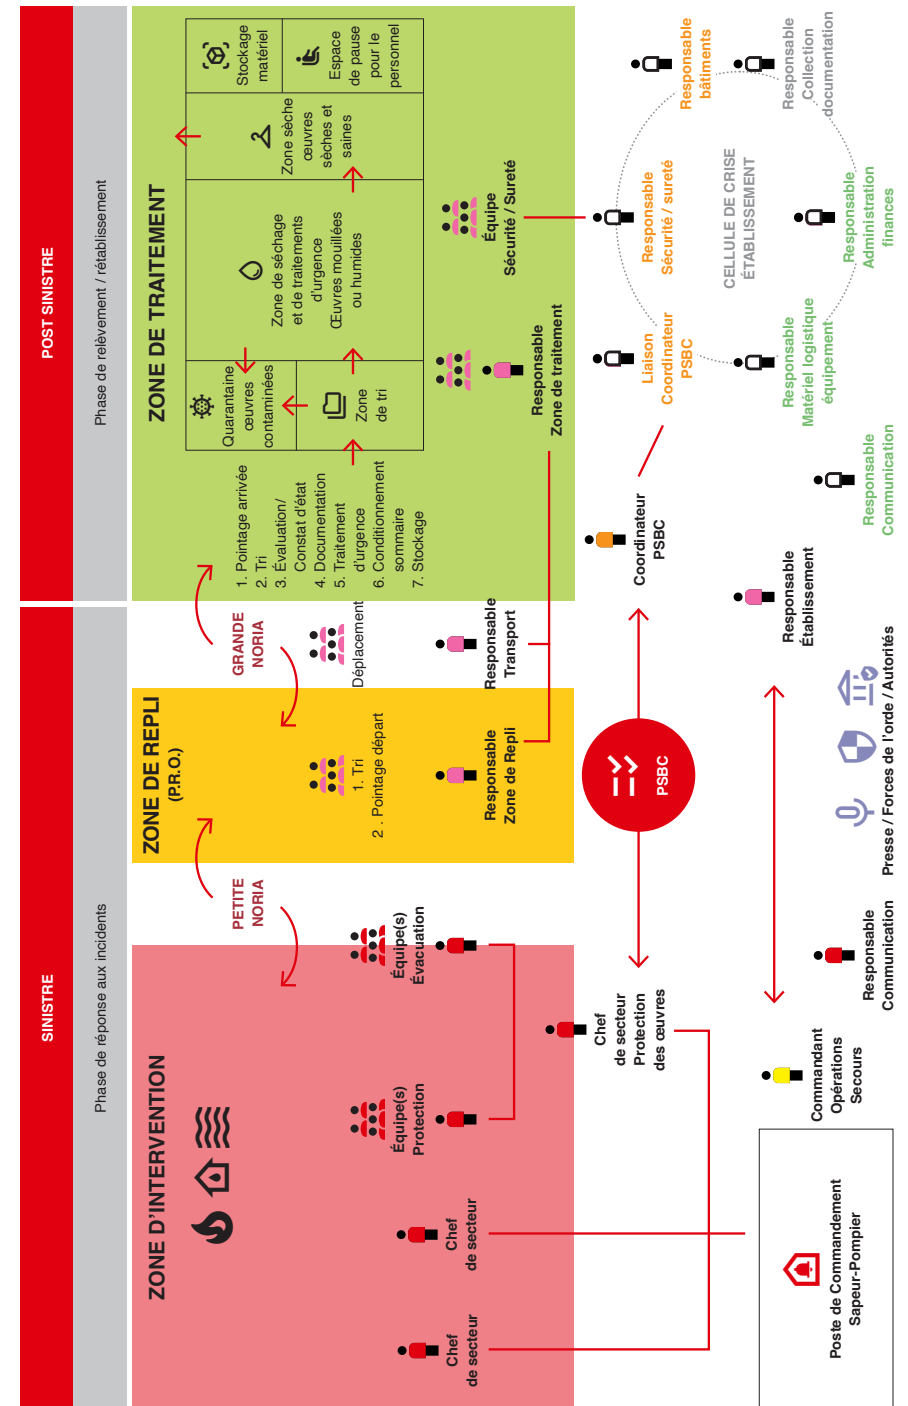 SINISTRE
POST SINISTRE
Phase de réponse aux incidents
Phase de relèvement / rétablissement
ZONE D'INTERVENTION
Chef
de secteur
Chef
de secteur
Équipe(s)
Protection
Équipe(s)
Évacuation
PETITE
NORIA
ZONE DE REPLI
(P.R.O.)
1. Tri
2 . Pointage départ
Responsable
Zone de Repli
GRANDE
NORIA
Déplacement
Responsable
Transport
ZONE DE TRAITEMENT
1. Pointage arrivée
2. Tri
3. Évaluation/
Constat d'état
4. Documentation
5. Traitement
d'urgence
6. Conditionnement
sommaire
7. Stockage
Quarantaine
œuvres
contaminées
Zone
de tri
Zone de séchage
et de traitements
d'urgence
Œuvres mouillées
ou humides
Zone sèche
œuvres
sèches et
saines
Stockage
matériel
Espace
de pause
pour le
personnel
Responsable
Zone de traitement
Équipe
Sécurité / Sureté
Chef
de secteur
Protection
des œuvres
PSBC
Coordinateur
PSBC
Liaison
Coordinateur
PSBC
Responsable
Sécurité / sureté
Responsable
bâtiments
CELLULE DE CRISE
ÉTABLISSEMENT
Responsable
Collection
documentation
Responsable
Matériel logistique
équipement
Responsable
Administration
finances
Poste de Commandement
Sapeur-Pompier
Commandant
Opérations
Secours
Responsable
Communication
Presse / Forces de l'ordre / Autorités
Responsable
Établissement
Responsable
Communication